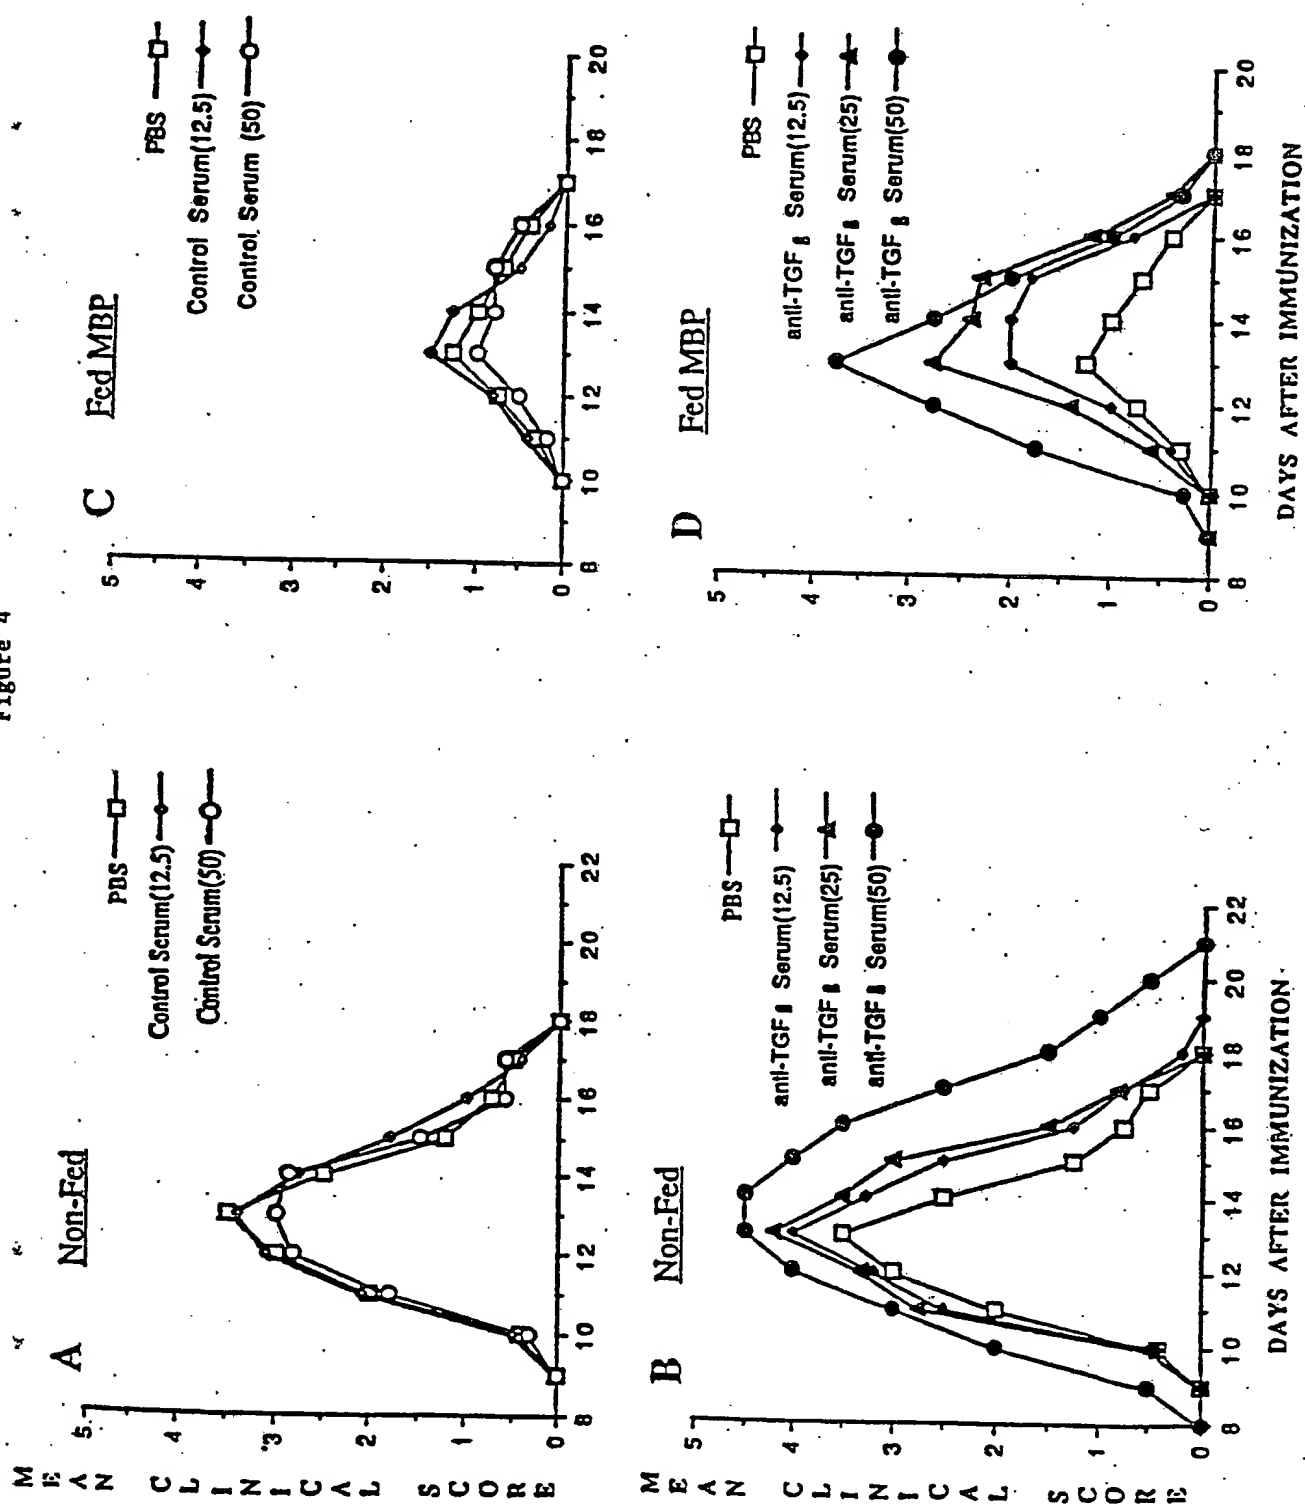 Figure 4
A
Non-Fed
PBS
Control Serum(12.5)
Control Serum(50)
MEAN CLINICAL SCORE
5
4
3
2
1
0
8
10
12
14
16
18
20
22
C
Fed MBP
PBS
Control Serum(12.5)
Control Serum (50)
5
4
3
2
1
0
8
10
12
14
16
18
20
B
Non-Fed
PBS
anti-TGFβ Serum(12.5)
anti-TGFβ Serum(25)
anti-TGFβ Serum(50)
MEAN CLINICAL SCORE
5
4
3
2
1
0
8
10
12
14
16
18
20
22
DAYS AFTER IMMUNIZATION
D
Fed MBP
PBS
anti-TGFβ Serum(12.5)
anti-TGFβ Serum(25)
anti-TGFβ Serum(50)
5
4
3
2
1
0
8
10
12
14
16
18
20
DAYS AFTER IMMUNIZATION